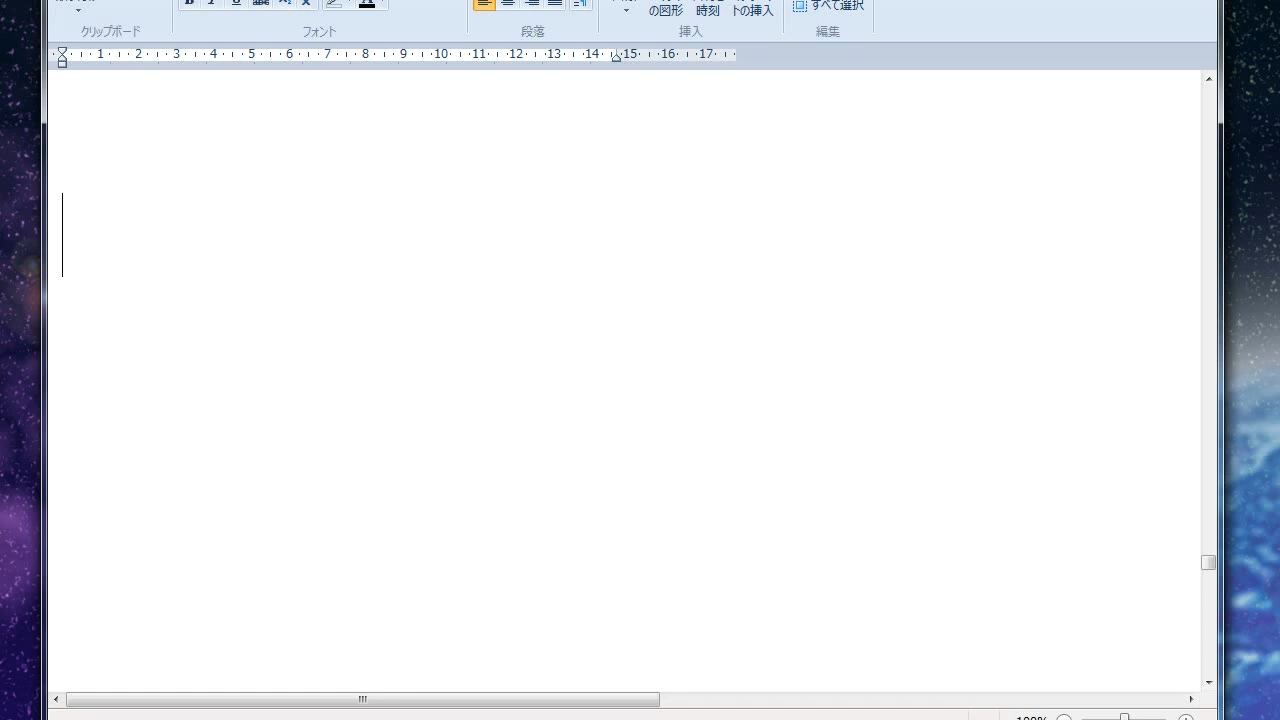 の図形 時刻 トの挿入 すべて選択
クリップボード フォント 段落 挿入 編集
1 2 3 4 5 6 7 8 9 10 11 12 13 14 15 16 17
100%